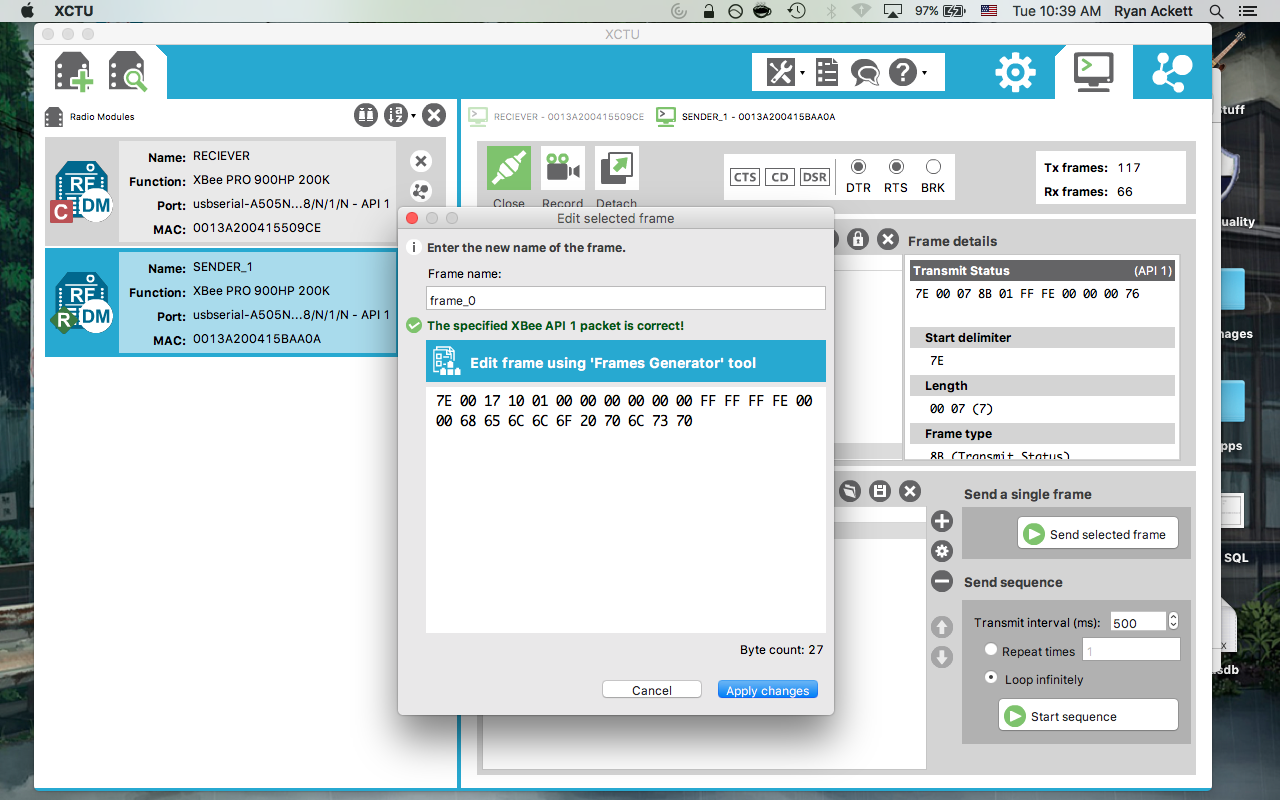 XCTU
97%
Tue 10:39 AM
Ryan Ackett
XCTU
Radio Modules
RECIEVER - 0013A200415509CE
SENDER_1 - 0013A200415BAA0A
Name: RECIEVER
Function: XBee PRO 900HP 200K
Port: usbserial-A505N...8/N/1/N - API 1
MAC: 0013A200415509CE
RF
DM
C
Name: SENDER_1
Function: XBee PRO 900HP 200K
Port: usbserial-A505N...8/N/1/N - API 1
MAC: 0013A200415BAA0A
RF
DM
R
Close
Record
Detach
CTS
CD
DSR
DTR
RTS
BRK
Tx frames: 117
Rx frames: 66
Edit selected frame
Enter the new name of the frame.
Frame name:
frame_0
The specified XBee API 1 packet is correct!
Edit frame using 'Frames Generator' tool
7E 00 17 10 01 00 00 00 00 00 00 FF FF FF FE 00
00 68 65 6C 6C 6F 20 70 6C 73 70
Byte count: 27
Cancel
Apply changes
Frame details
Transmit Status (API 1)
7E 00 07 8B 01 FF FE 00 00 00 76
Start delimiter
7E
Length
00 07 (7)
Frame type
8B (Transmit Status)
Send a single frame
Send selected frame
Send sequence
Transmit interval (ms): 500
Repeat times 1
Loop infinitely
Start sequence
tuff
uality
nages
pps
SQL
x
sdb